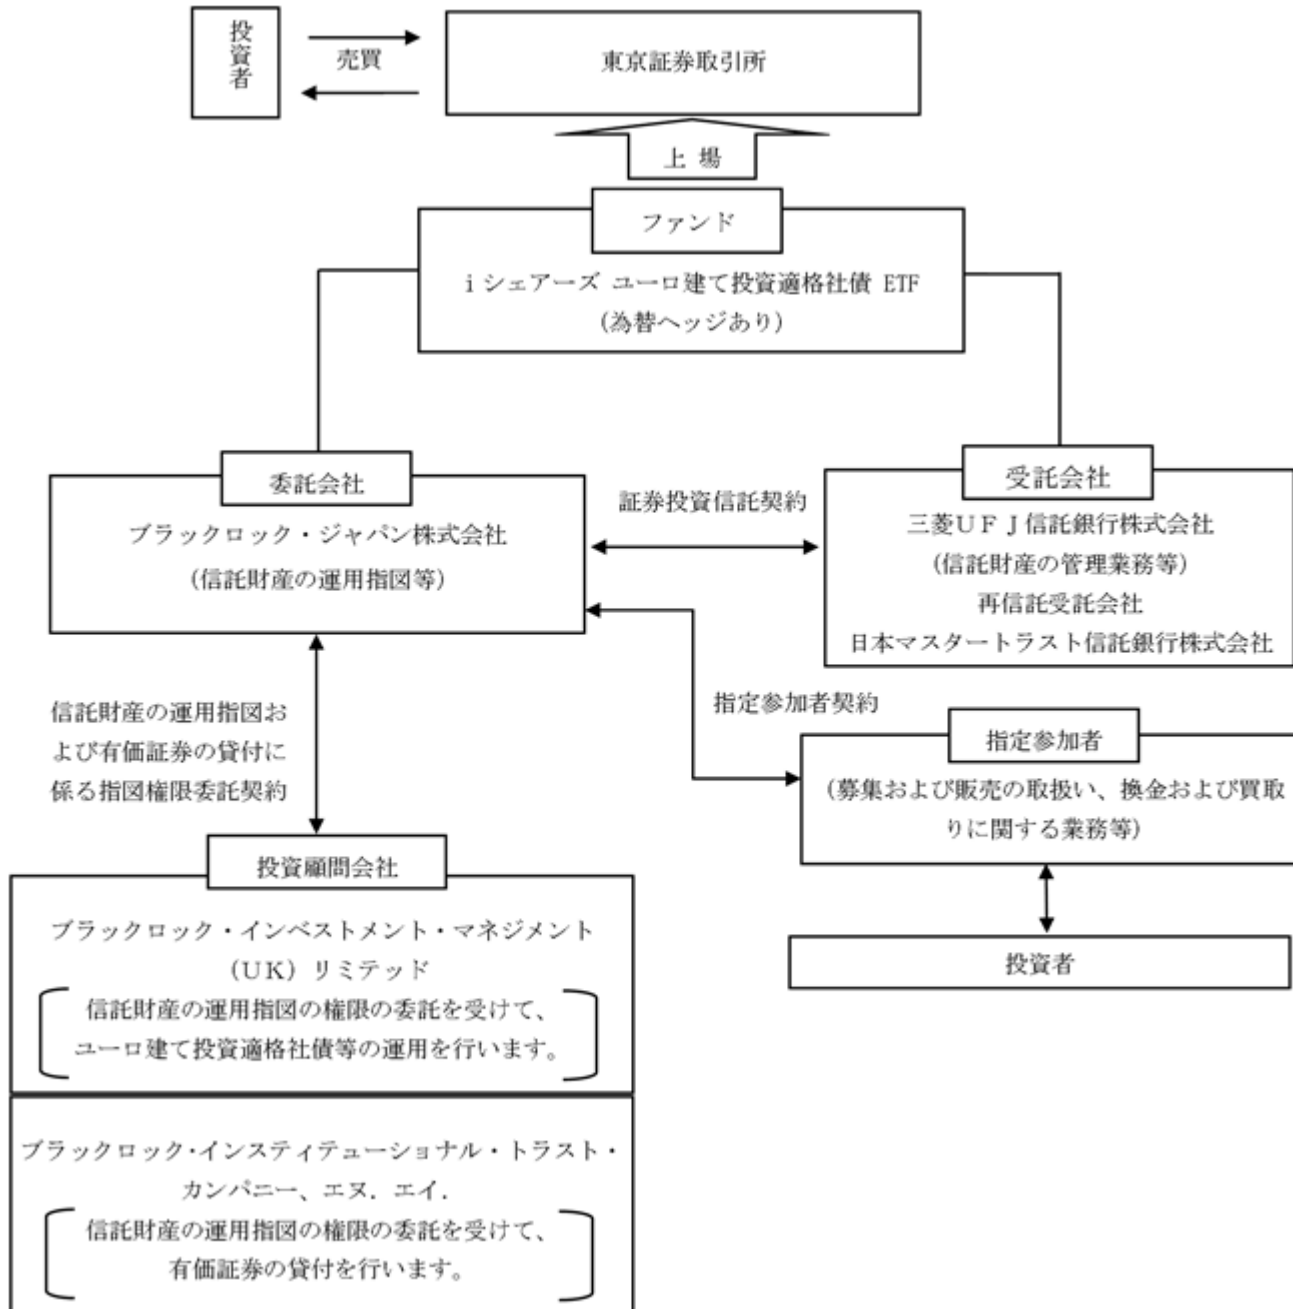 投資者
売買
東京証券取引所
上 場
ファンド
ｉシェアーズ ユーロ建て投資適格社債 ETF
（為替ヘッジあり）
委託会社
ブラックロック・ジャパン株式会社
（信託財産の運用指図等）
証券投資信託契約
受託会社
三菱ＵＦＪ信託銀行株式会社
（信託財産の管理業務等）
再信託受託会社
日本マスタートラスト信託銀行株式会社
信託財産の運用指図お
よび有価証券の貸付に
係る指図権限委託契約
指定参加者契約
指定参加者
（募集および販売の取扱い、換金および買取
りに関する業務等）
投資者
投資顧問会社
ブラックロック・インベストメント・マネジメント
（ＵＫ）リミテッド
信託財産の運用指図の権限の委託を受けて、
ユーロ建て投資適格社債等の運用を行います。
ブラックロック・インスティテューショナル・トラスト・
カンパニー、エヌ．エイ．
信託財産の運用指図の権限の委託を受けて、
有価証券の貸付を行います。